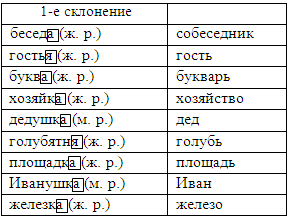 1-е склонение
беседа (ж. р.) собеседник
гостья (ж. р.) гость
буква (ж. р.) букварь
хозяйка (ж. р.) хозяйство
дедушка (м. р.) дед
голубятня (ж. р.) голубь
площадка (ж. р.) площадь
Иванушка (м. р.) Иван
железка (ж. р.) железо